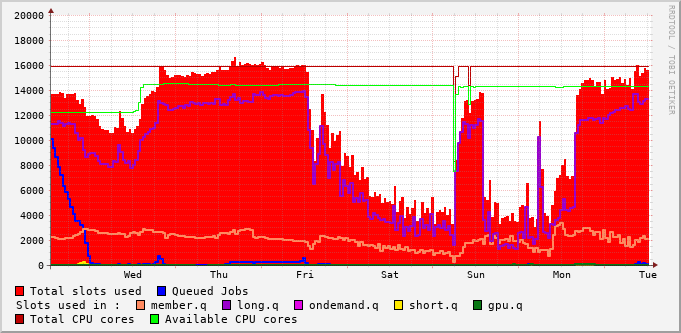 RRDTOOL / TOBI OETIKER
20000
18000
16000
14000
12000
10000
8000
6000
4000
2000
0
Wed Thu Fri Sat Sun Mon Tue
Total slots used Queued Jobs
Slots used in : member.q long.q ondemand.q short.q gpu.q
Total CPU cores Available CPU cores